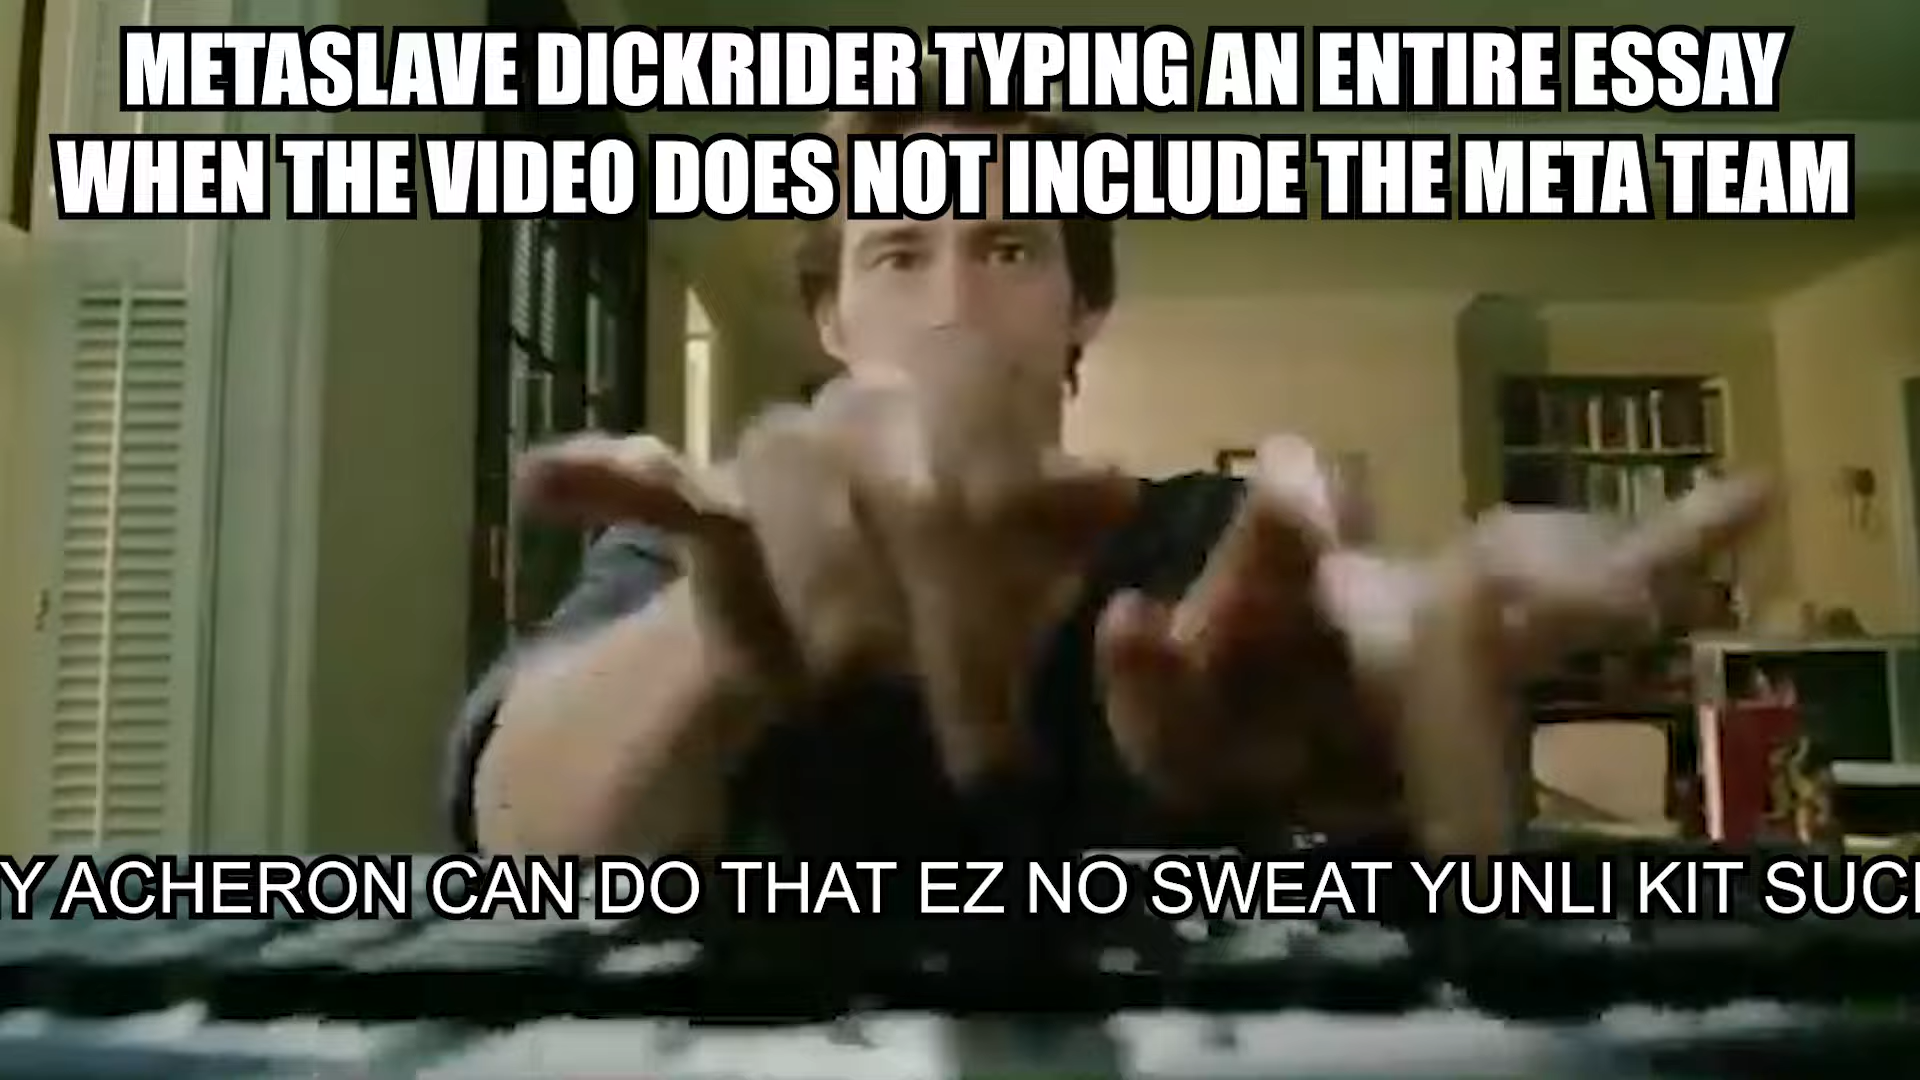 METASLAVE DICKRIDER TYPING AN ENTIRE ESSAY
WHEN THE VIDEO DOES NOT INCLUDE THE META TEAM
Y ACHERON CAN DO THAT EZ NO SWEAT YUNLI KIT SUC